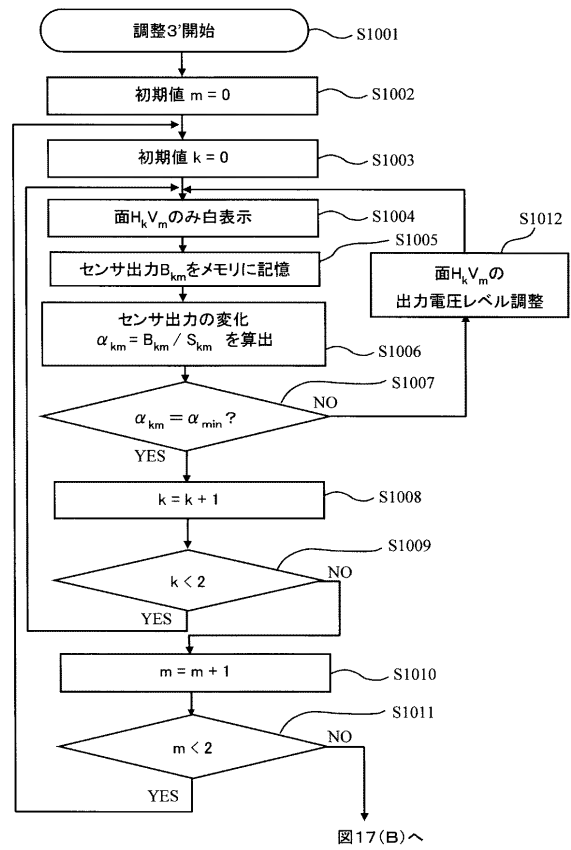 調整3'開始
S1001
初期値 m = 0
S1002
初期値 k = 0
S1003
面HkVmのみ白表示
S1004
センサ出力Bkmをメモリに記憶
S1005
センサ出力の変化
αkm = Bkm / Skm を算出
S1006
αkm = αmin ?
S1007
NO
YES
面HkVmの
出力電圧レベル調整
S1012
k = k + 1
S1008
k < 2
S1009
NO
YES
m = m + 1
S1010
m < 2
S1011
NO
YES
図17(B)へ